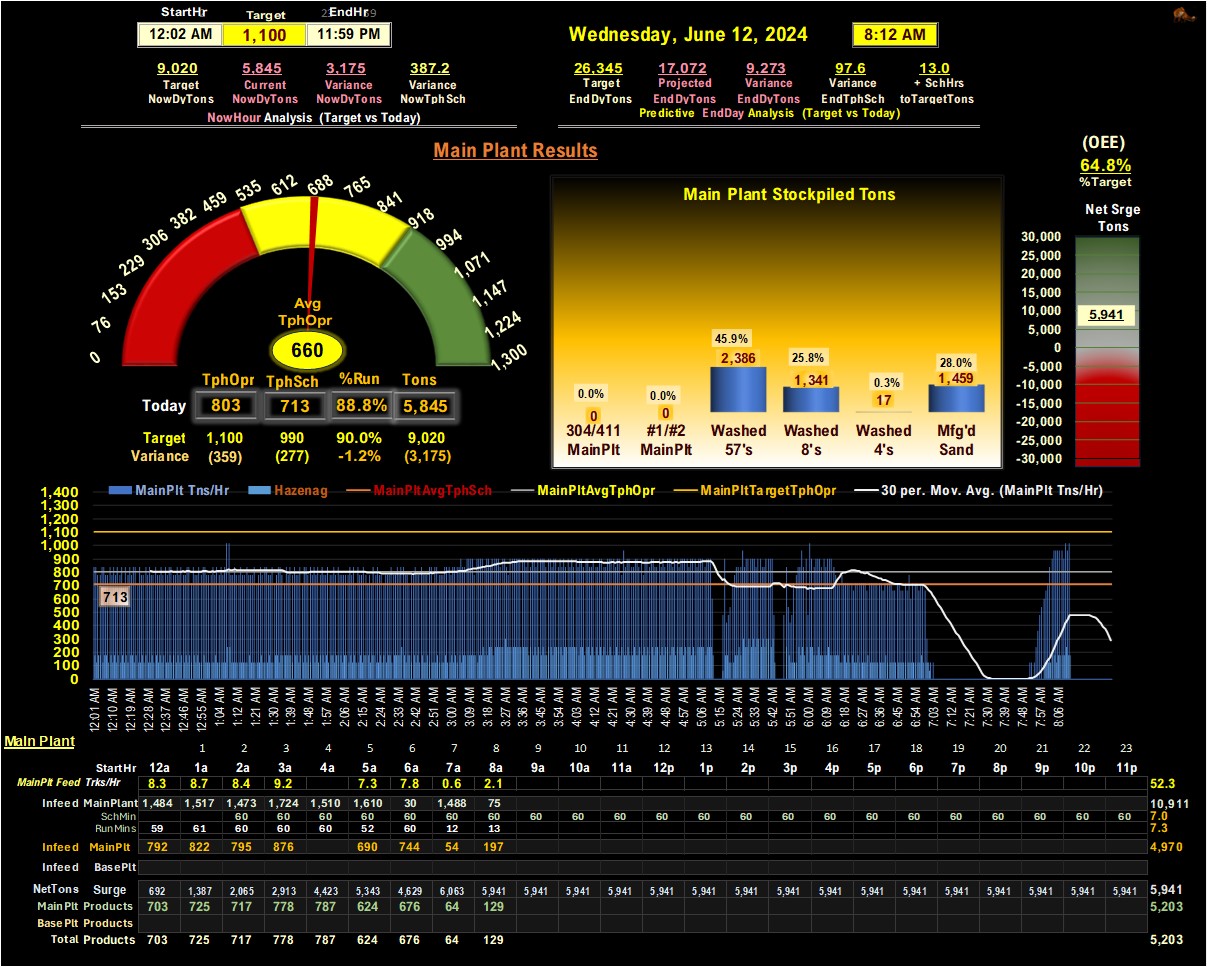 StartHr Target EndHr
12:02 AM 1,100 11:59 PM
Wednesday, June 12, 2024 8:12 AM
9,020 5,845 3,175 387.2
Target Current Variance Variance
NowDyTons NowDyTons NowDyTons NowTphSch
NowHour Analysis (Target vs Today)
26,345 17,072 9,273 97.6 13.0
Target Projected Variance Variance + SchHrs
EndDyTons EndDyTons EndDyTons EndTphSch toTargetTons
Predictive EndDay Analysis (Target vs Today)
Main Plant Results
(OEE)
64.8%
%Target
0 76 153 229 306 382 459 535 612 688 765 841 918 994 1,071 1,147 1,224 1,300
Avg
TphOpr
660
TphOpr TphSch %Run Tons
Today 803 713 88.8% 5,845
Target 1,100 990 90.0% 9,020
Variance (359) (277) -1.2% (3,175)
Main Plant Stockpiled Tons
0.0% 0.0% 45.9% 25.8% 0.3% 28.0%
0 0 2,386 1,341 17 1,459
304/411 #1/#2 Washed Washed Washed Mfg'd
MainPlt MainPlt 57's 8's 4's Sand
Net Srge
Tons
30,000
25,000
20,000
15,000
10,000
5,941
5,000
0
-5,000
-10,000
-15,000
-20,000
-25,000
-30,000
MainPlt Tns/Hr Hazenag MainPltAvgTphSch MainPltAvgTphOpr MainPltTargetTphOpr 30 per. Mov. Avg. (MainPlt Tns/Hr)
1,400
1,300
1,200
1,100
1,000
900
800
700
713
600
500
400
300
200
100
0
12:01 AM 12:10 AM 12:19 AM 12:28 AM 12:37 AM 12:46 AM 12:55 AM 1:04 AM 1:12 AM 1:21 AM 1:30 AM 1:39 AM 1:48 AM 1:57 AM 2:06 AM 2:15 AM 2:24 AM 2:33 AM 2:42 AM 2:51 AM 3:00 AM 3:09 AM 3:18 AM 3:27 AM 3:36 AM 3:45 AM 3:54 AM 4:03 AM 4:12 AM 4:21 AM 4:30 AM 4:39 AM 4:48 AM 4:57 AM 5:06 AM 5:15 AM 5:24 AM 5:33 AM 5:42 AM 5:51 AM 6:00 AM 6:09 AM 6:18 AM 6:27 AM 6:36 AM 6:45 AM 6:54 AM 7:03 AM 7:12 AM 7:21 AM 7:30 AM 7:39 AM 7:48 AM 7:57 AM 8:06 AM
Main Plant
1 2 3 4 5 6 7 8 9 10 11 12 13 14 15 16 17 18 19 20 21 22 23
StartHr 12a 1a 2a 3a 4a 5a 6a 7a 8a 9a 10a 11a 12p 1p 2p 3p 4p 5p 6p 7p 8p 9p 10p 11p
MainPlt Feed Trks/Hr 8.3 8.7 8.4 9.2 7.3 7.8 0.6 2.1 52.3
Infeed MainPlant 1,484 1,517 1,473 1,724 1,510 1,610 30 1,488 75 10,911
SchMin 60 60 60 60 60 60 60 60 60 60 60 60 60 60 60 60 60 60 60 60 60 60 7.0
RunMins 59 61 60 60 60 52 60 12 13 7.3
Infeed MainPlt 792 822 795 876 690 744 54 197 4,970
Infeed BasePlt
NetTons Surge 692 1,387 2,065 2,913 4,423 5,343 4,629 6,063 5,941 5,941 5,941 5,941 5,941 5,941 5,941 5,941 5,941 5,941 5,941 5,941 5,941 5,941 5,941 5,941 5,941
MainPlt Products 703 725 717 778 787 624 676 64 129 5,203
BasePlt Products
Total Products 703 725 717 778 787 624 676 64 129 5,203